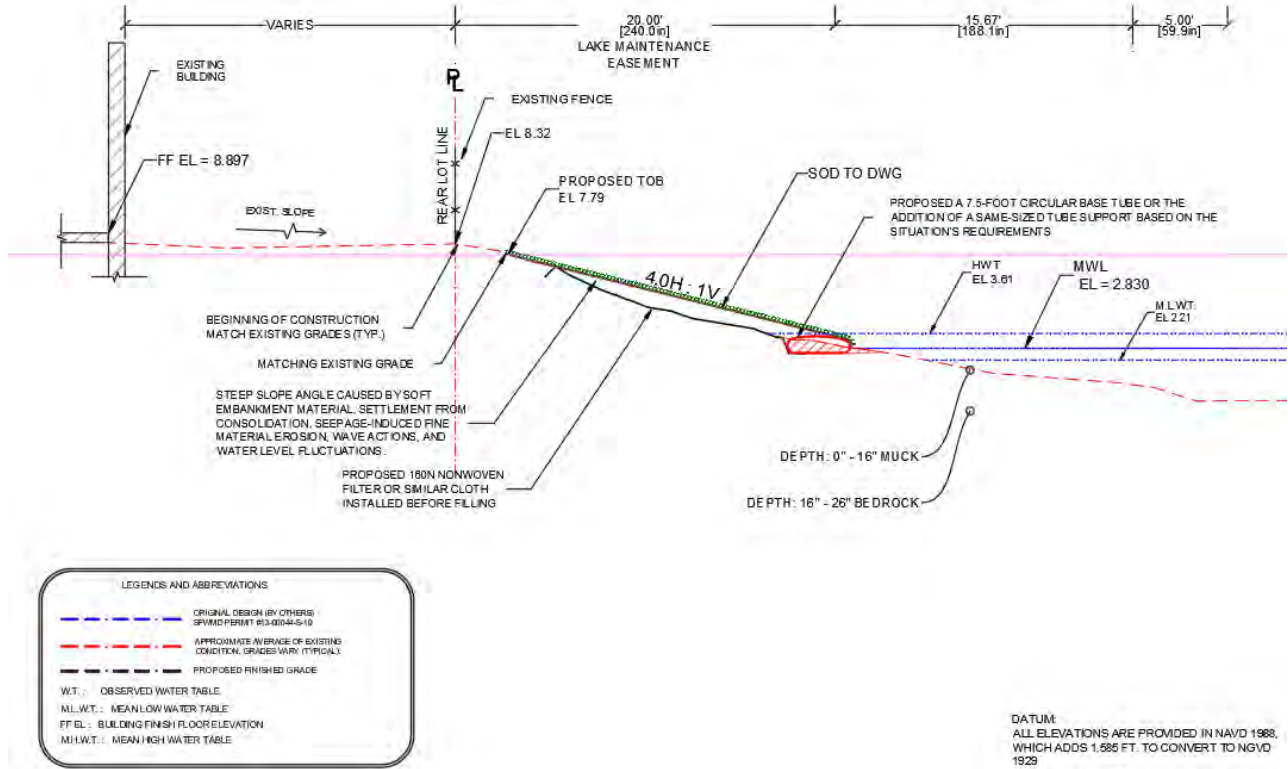 VARIES
20.00'
[240.0in]
LAKE MAINTENANCE
EASEMENT
15.67'
[188.1in]
5.00'
[59.9in]
EXISTING
BUILDING
PL
EXISTING FENCE
EL 8.32
REAR LOT LINE
FF EL = 8.897
EXIST. SLOPE
PROPOSED TOB
EL 7.79
SOD TO DWG
PROPOSED A 7.5-FOOT CIRCULAR BASE TUBE OR THE
ADDITION OF A SAME-SIZED TUBE SUPPORT BASED ON THE
SITUATION'S REQUIREMENTS
4.0H : 1V
HWT
EL 3.61
MWL
EL = 2.830
M.L.WT.
EL 2.21
BEGINNING OF CONSTRUCTION
MATCH EXISTING GRADES (TYP.)
MATCHING EXISTING GRADE
STEEP SLOPE ANGLE CAUSED BY SOFT
EMBANKMENT MATERIAL, SETTLEMENT FROM
CONSOLIDATION, SEEPAGE-INDUCED FINE
MATERIAL EROSION, WAVE ACTIONS, AND
WATER LEVEL FLUCTUATIONS.
PROPOSED 160N NONWOVEN
FILTER OR SIMILAR CLOTH
INSTALLED BEFORE FILLING
DEPTH: 0" - 16" MUCK
DEPTH: 16" - 26" BEDROCK
LEGENDS AND ABBREVIATIONS
ORIGINAL DESIGN (BY OTHERS)
SFWMD PERMIT #13-00044-S-10
APPROXIMATE AVERAGE OF EXISTING
CONDITION, GRADES VARY (TYPICAL)
PROPOSED FINISHED GRADE
W.T. : OBSERVED WATER TABLE
M.L.W.T. : MEAN LOW WATER TABLE
FF EL : BUILDING FINISH FLOOR ELEVATION
M.H.W.T. : MEAN HIGH WATER TABLE
DATUM:
ALL ELEVATIONS ARE PROVIDED IN NAVD 1988,
WHICH ADDS 1.585 FT. TO CONVERT TO NGVD
1929